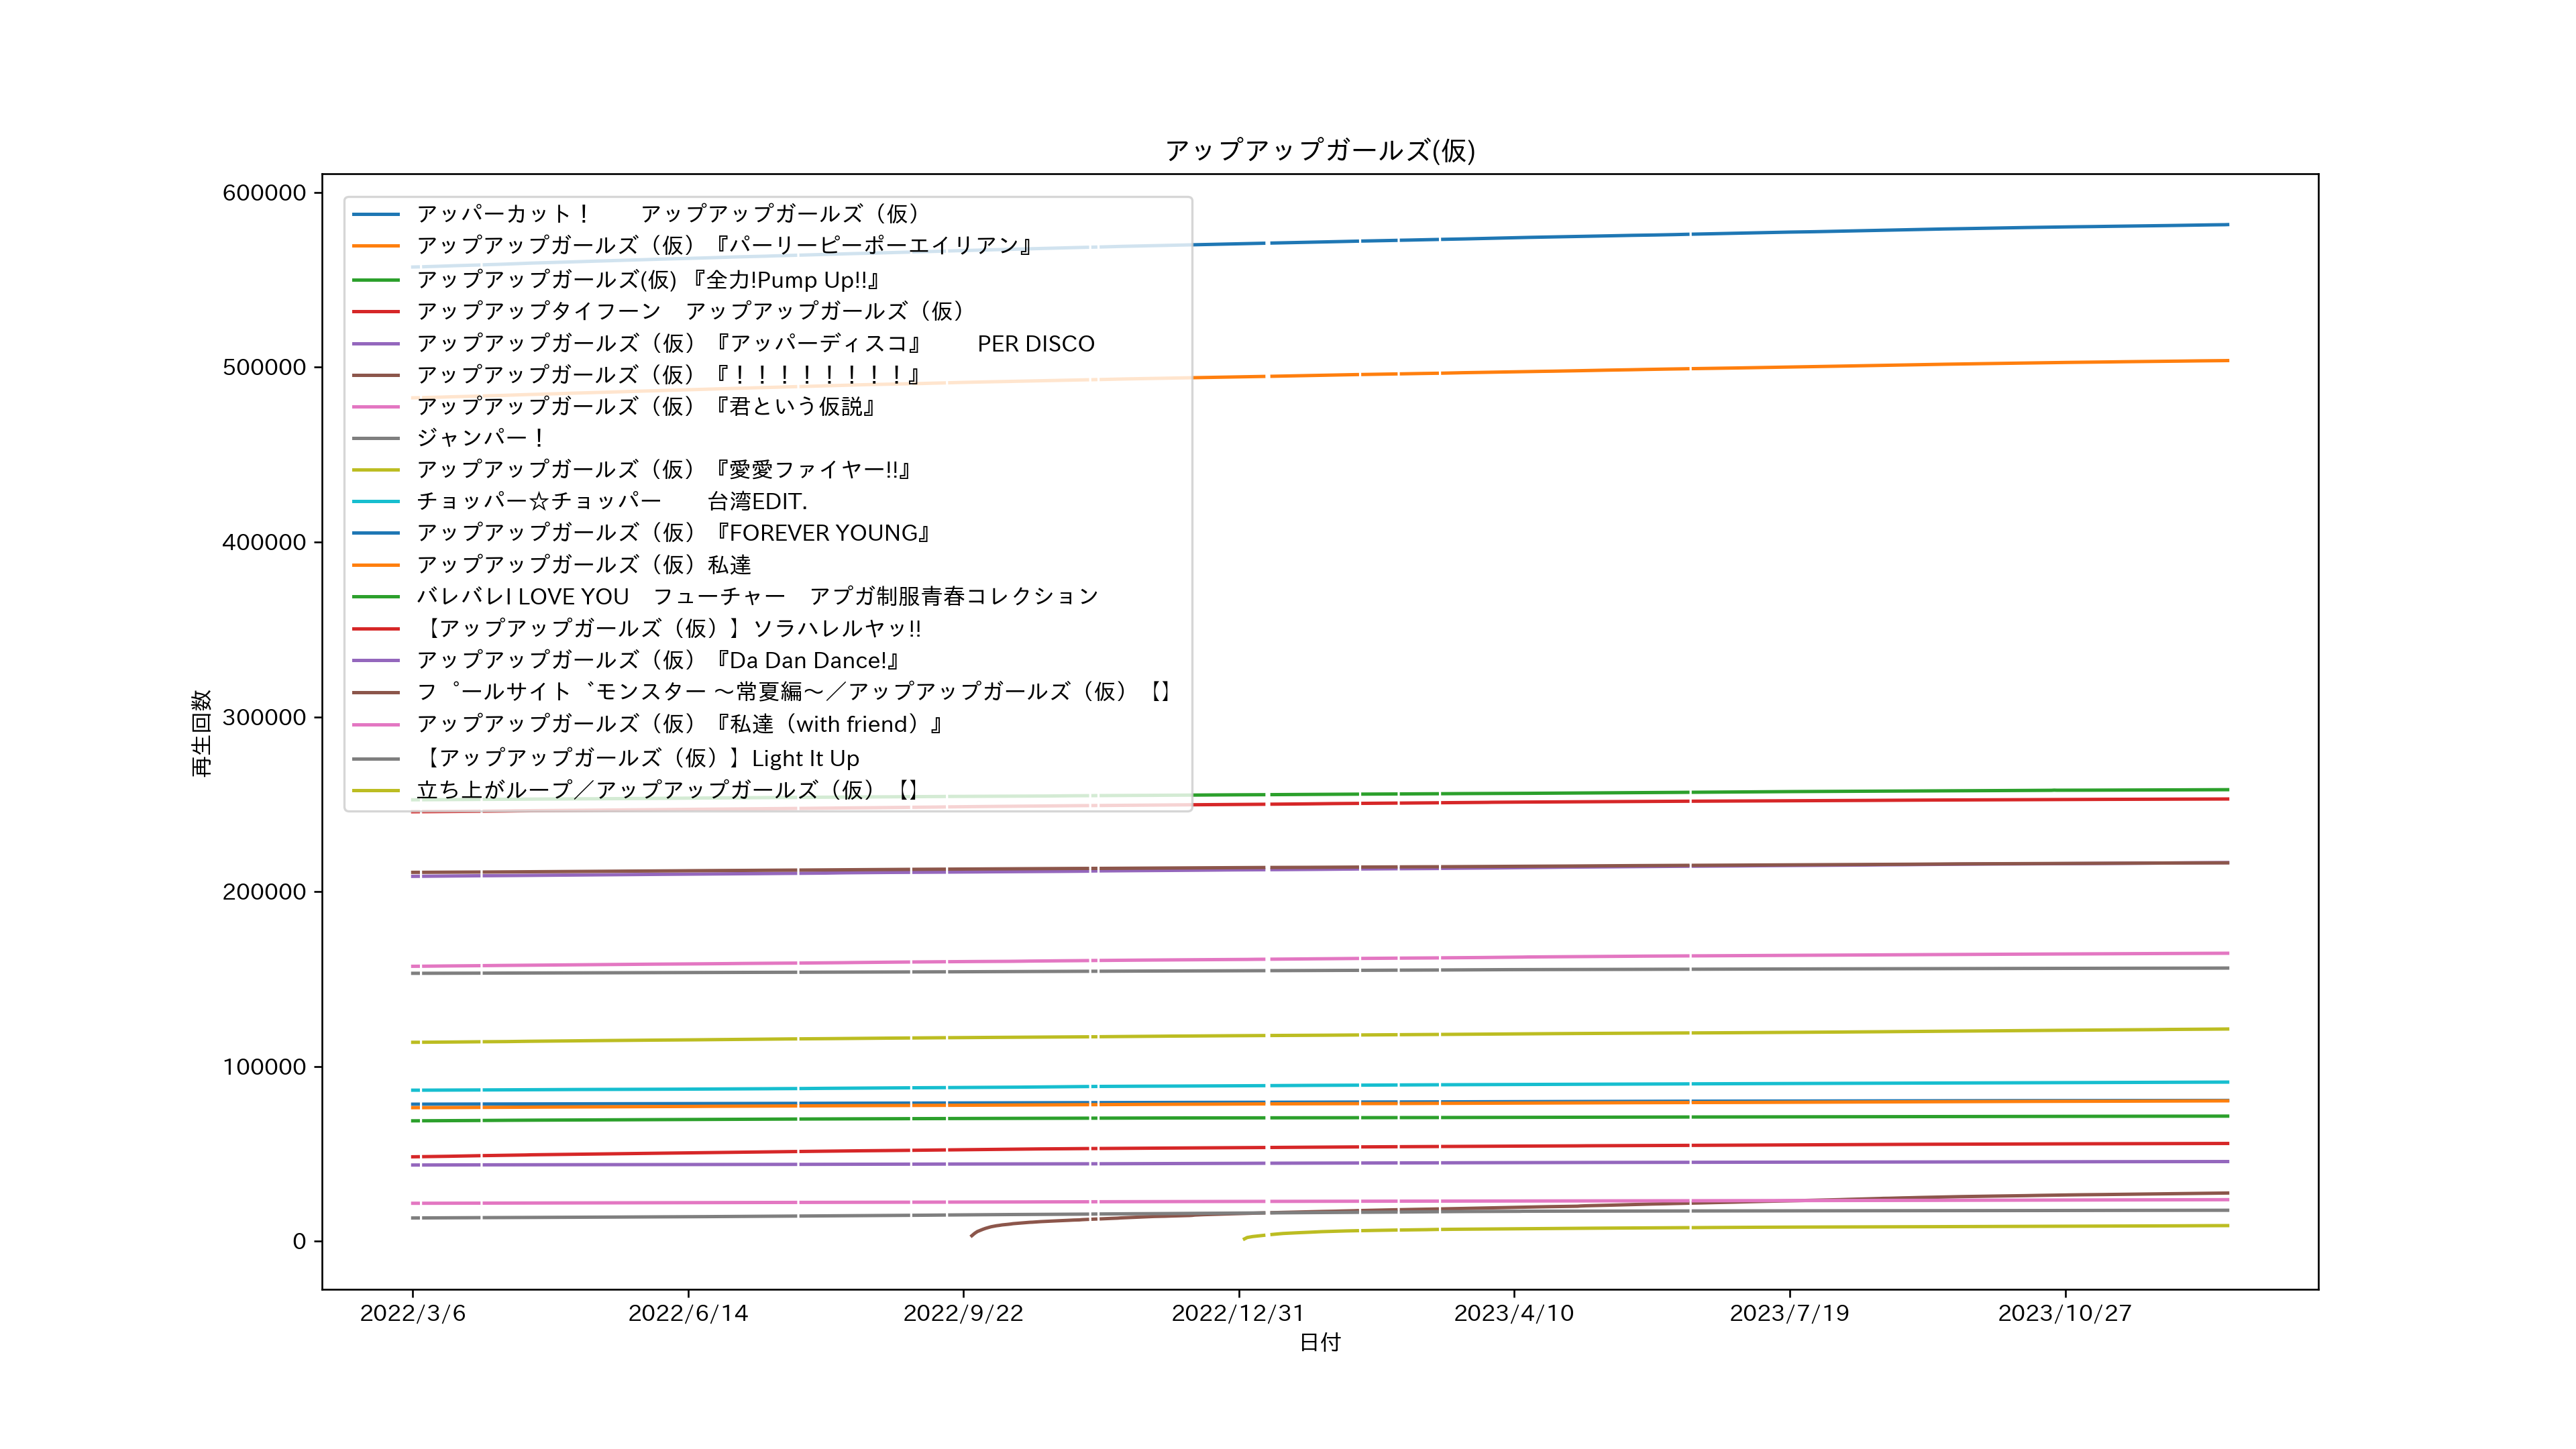 アップアップガールズ(仮)
600000
500000
400000
300000
200000
100000
0
再生回数
アッパーカット！　　アップアップガールズ（仮）
アップアップガールズ（仮）『パーリーピーポーエイリアン』
アップアップガールズ(仮) 『全力!Pump Up!!』
アップアップタイフーン　アップアップガールズ（仮）
アップアップガールズ（仮）『アッパーディスコ』　　PER DISCO
アップアップガールズ（仮）『！！！！！！！！』
アップアップガールズ（仮）『君という仮説』
ジャンパー！
アップアップガールズ（仮）『愛愛ファイヤー!!』
チョッパー☆チョッパー　　台湾EDIT.
アップアップガールズ（仮）『FOREVER YOUNG』
アップアップガールズ（仮）私達
バレバレI LOVE YOU　フューチャー　アプガ制服青春コレクション
【アップアップガールズ（仮）】ソラハレルヤッ!!
アップアップガールズ（仮）『Da Dan Dance!』
フ゜ールサイト゛モンスター ～常夏編～／アップアップガールズ（仮）【】
アップアップガールズ（仮）『私達（with friend）』
【アップアップガールズ（仮）】Light It Up
立ち上がループ／アップアップガールズ（仮）【】
2022/3/6
2022/6/14
2022/9/22
2022/12/31
2023/4/10
2023/7/19
2023/10/27
日付